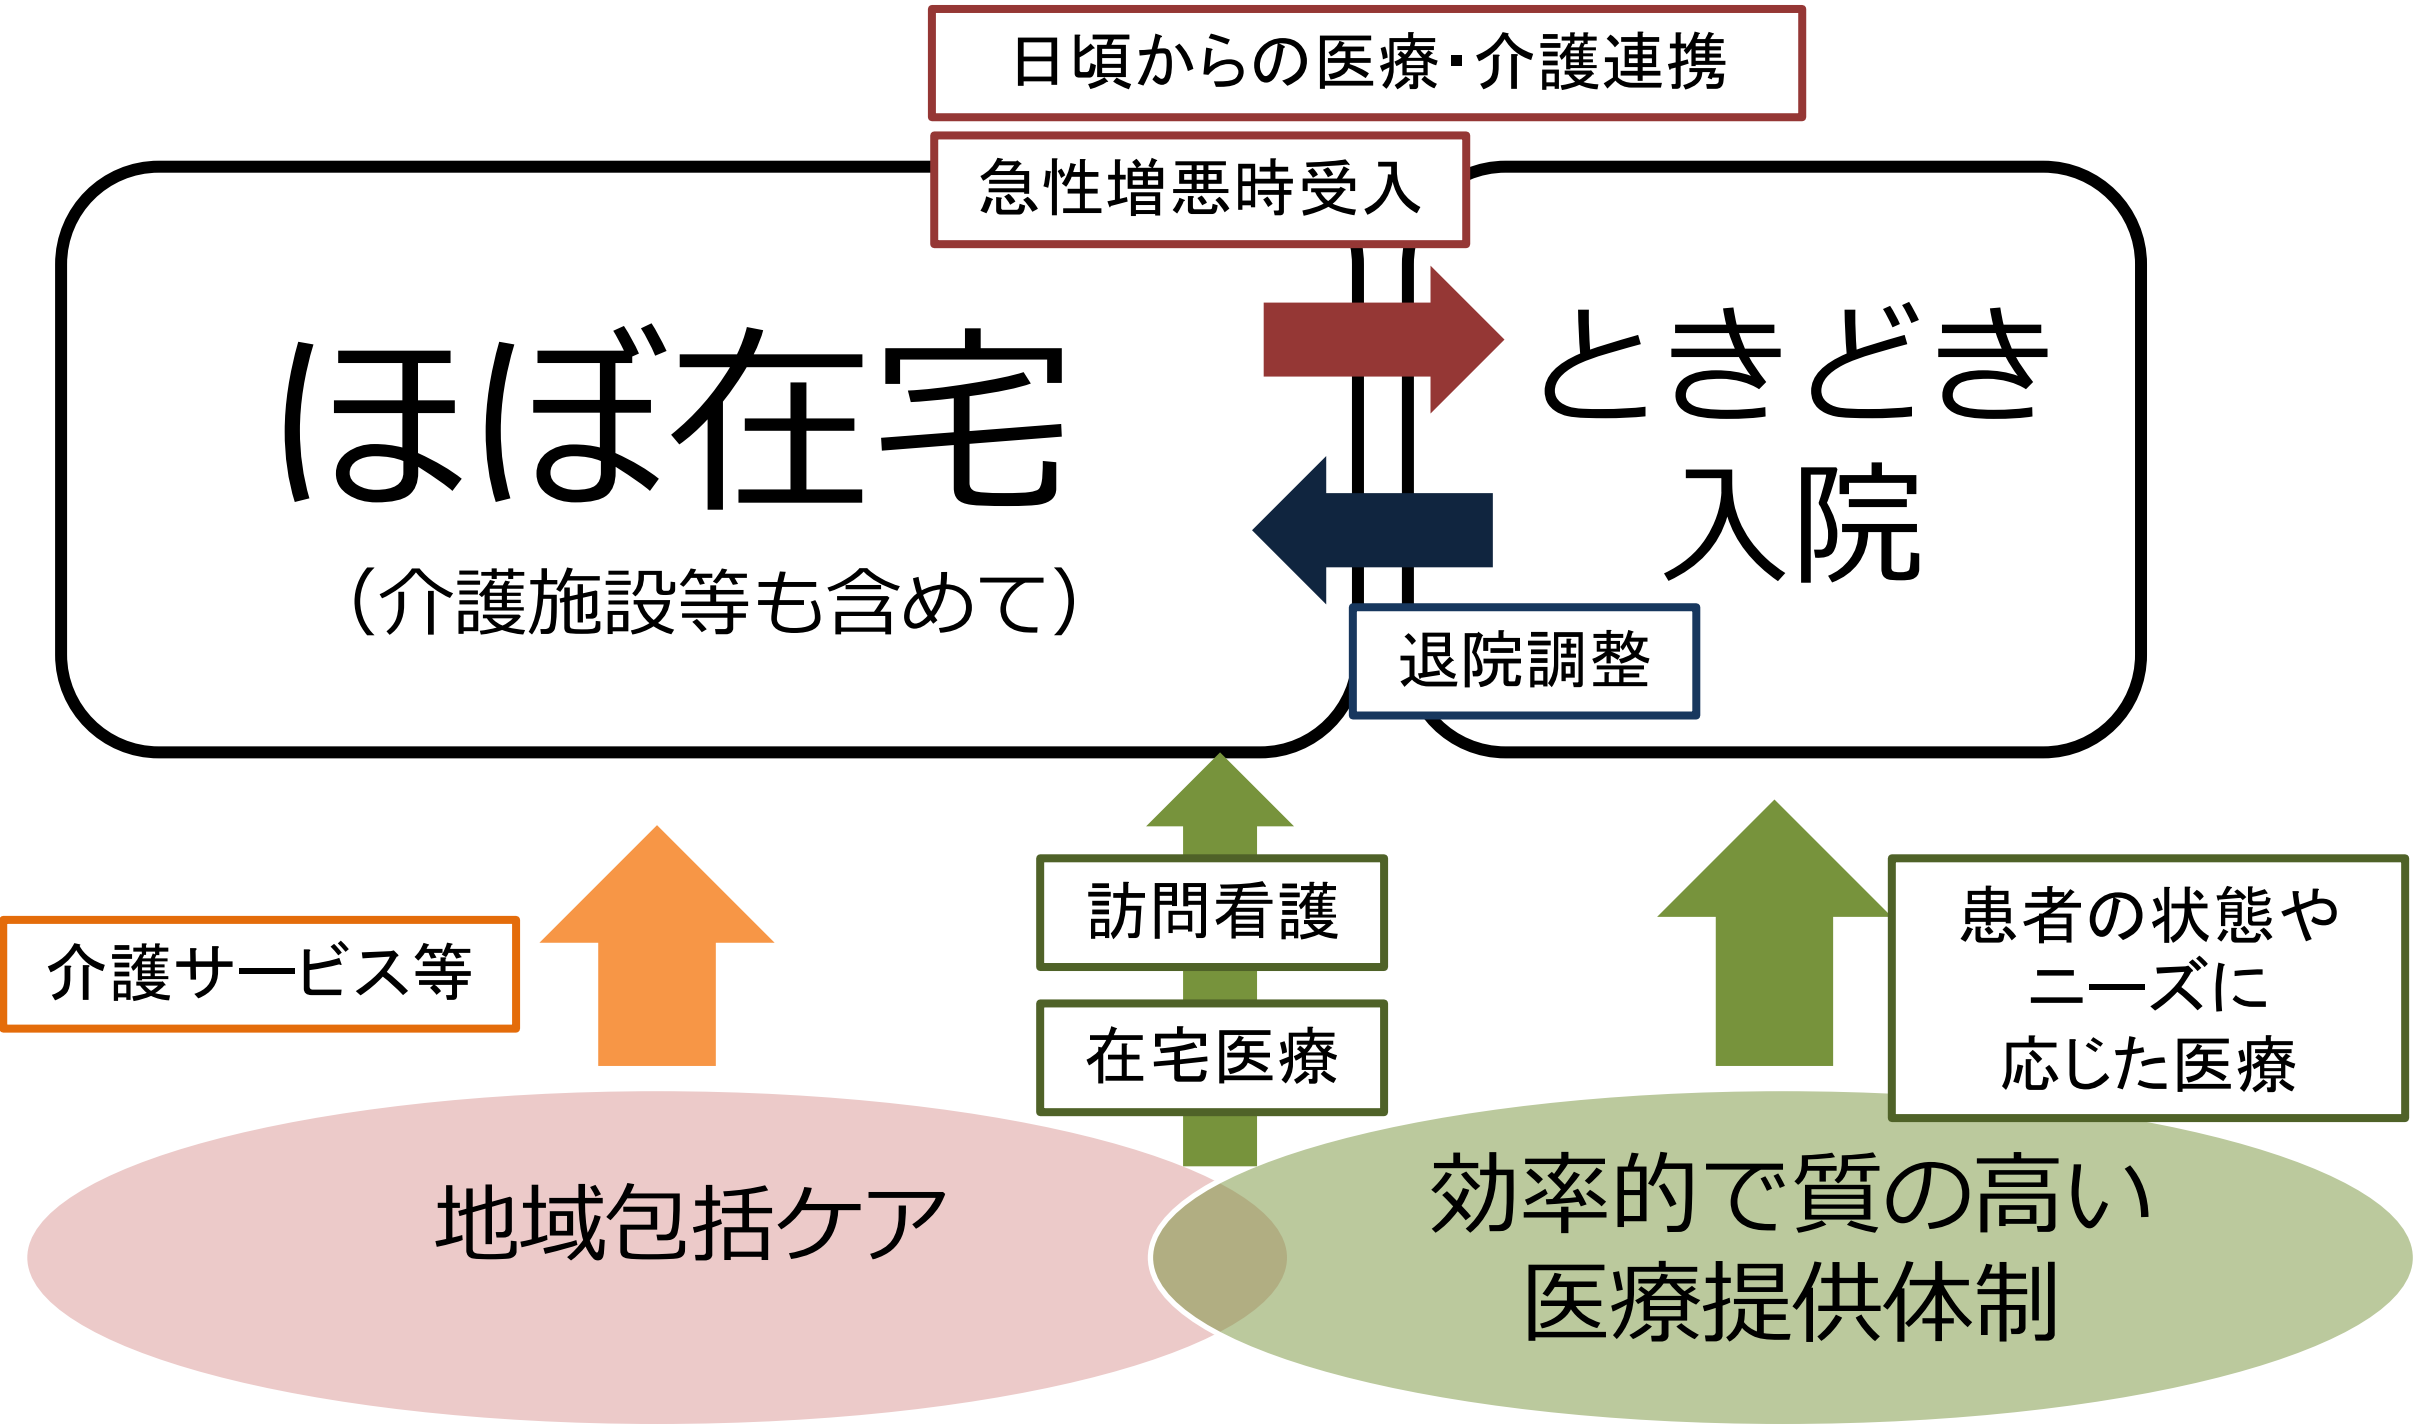 日頃からの医療・介護連携
急性増悪時受入
ほぼ在宅
（介護施設等も含めて）
ときどき
入院
退院調整
介護サービス等
訪問看護
在宅医療
患者の状態や
ニーズに
応じた医療
地域包括ケア
効率的で質の高い
医療提供体制